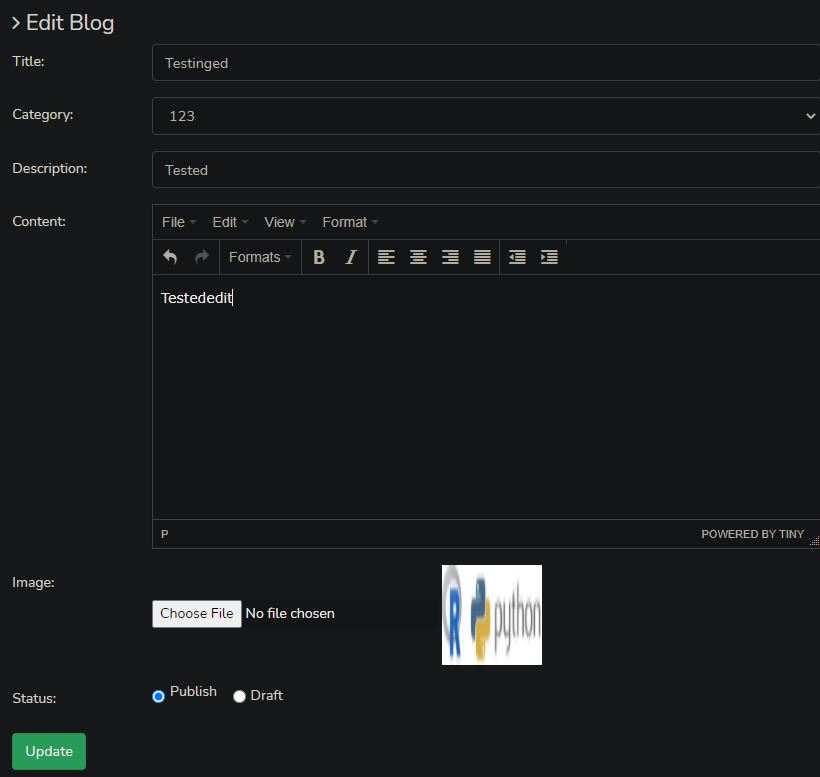 Edit Blog
Title:
Testinged
Category:
123
Description:
Tested
Content:
File Edit View Format
Formats B I
Testededit
P POWERED BY TINY
Image:
Choose File No file chosen
R python
Status:
Publish Draft
Update